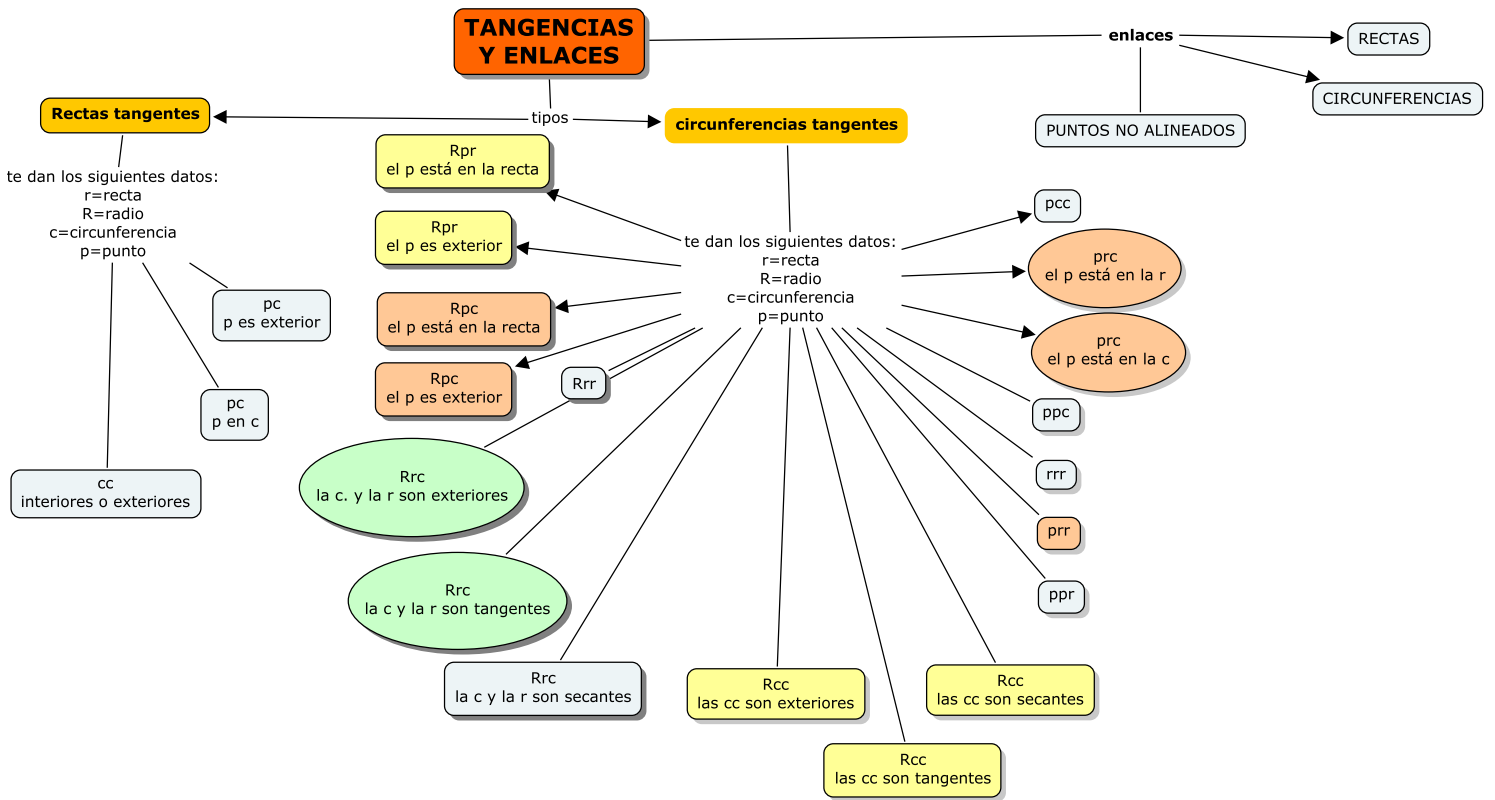 TANGENCIAS
Y ENLACES
enlaces
RECTAS
CIRCUNFERENCIAS
PUNTOS NO ALINEADOS
tipos
Rectas tangentes
circunferencias tangentes
te dan los siguientes datos:
r=recta
R=radio
c=circunferencia
p=punto
pc
p es exterior
pc
p en c
cc
interiores o exteriores
te dan los siguientes datos:
r=recta
R=radio
c=circunferencia
p=punto
Rpr
el p está en la recta
Rpr
el p es exterior
Rpc
el p está en la recta
Rpc
el p es exterior
Rrr
Rrc
la c. y la r son exteriores
Rrc
la c y la r son tangentes
Rrc
la c y la r son secantes
Rcc
las cc son exteriores
Rcc
las cc son tangentes
Rcc
las cc son secantes
pcc
prc
el p está en la r
prc
el p está en la c
ppc
rrr
prr
ppr